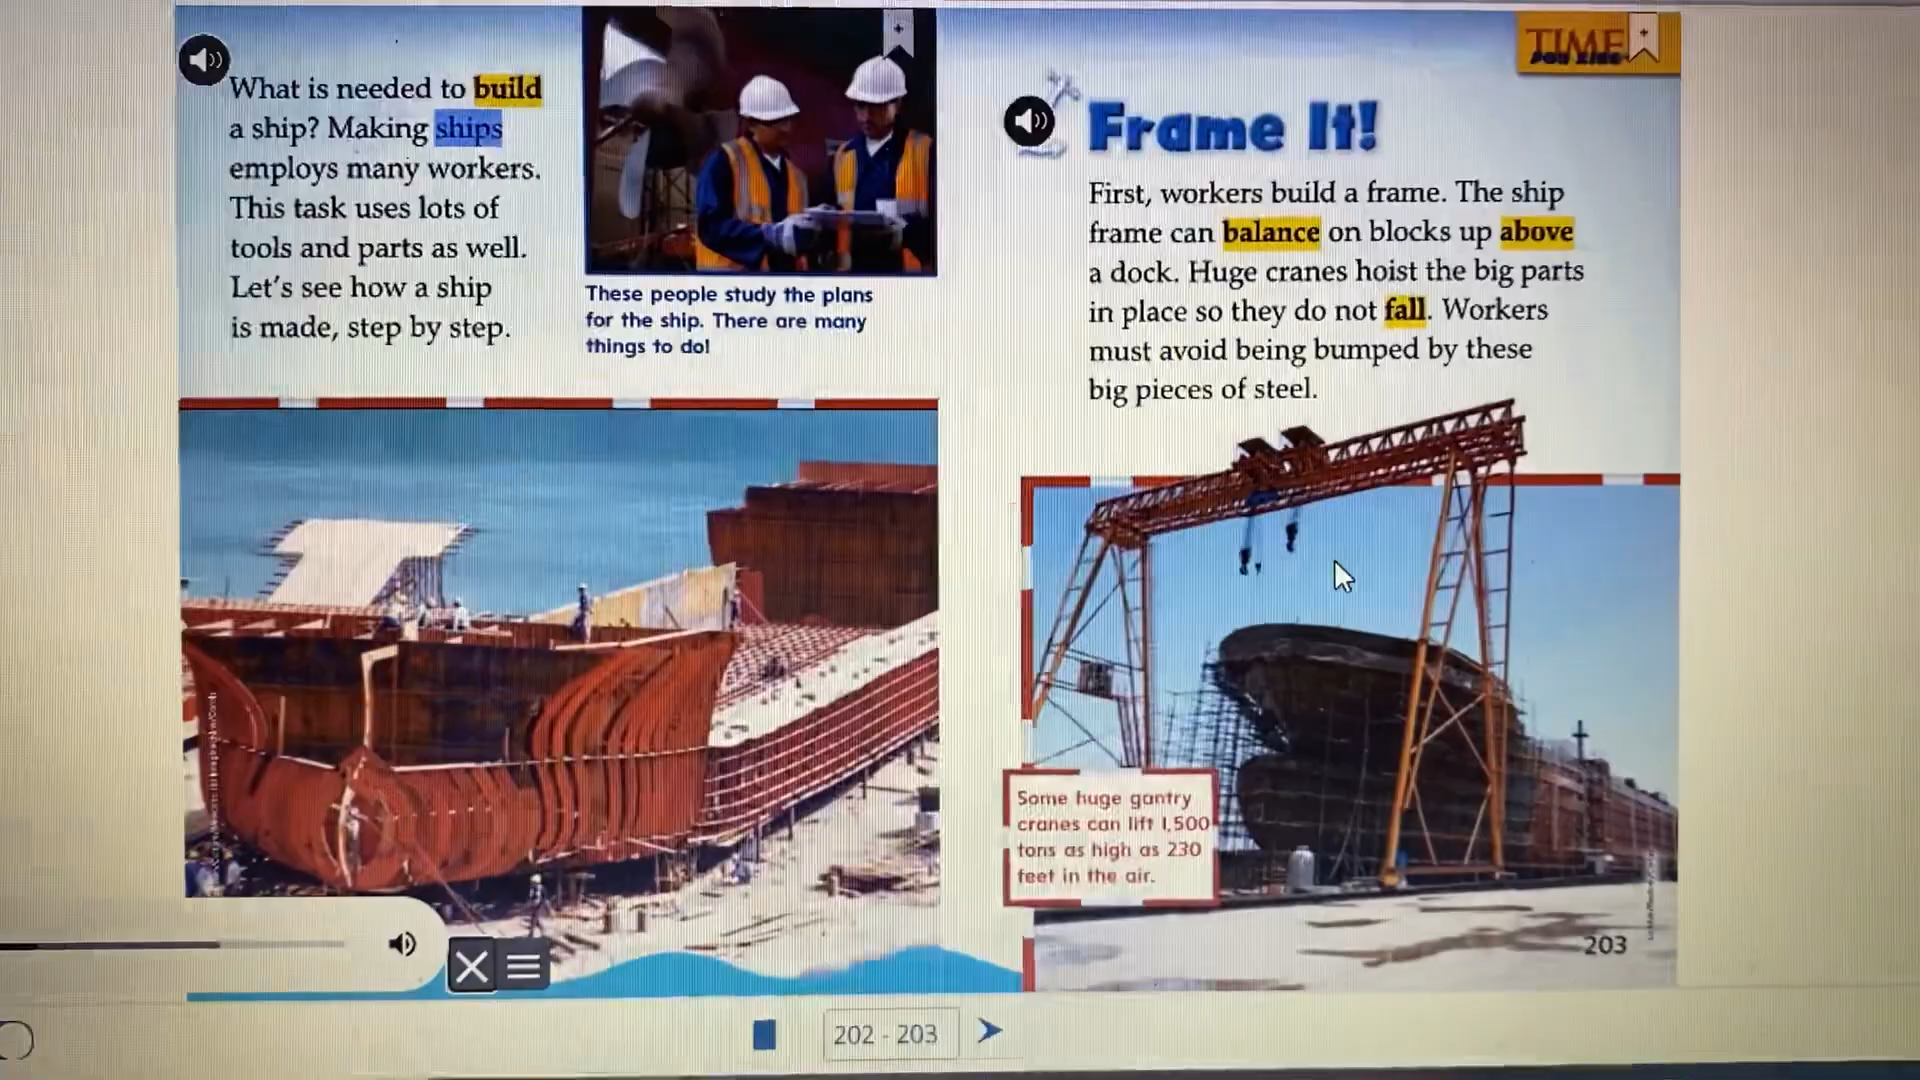 What is needed to build
a ship? Making ships
employs many workers.
This task uses lots of
tools and parts as well.
Let's see how a ship
is made, step by step.
These people study the plans
for the ship. There are many
things to do!
TIME
FOR KIDS
Frame It!
First, workers build a frame. The ship
frame can balance on blocks up above
a dock. Huge cranes hoist the big parts
in place so they do not fall. Workers
must avoid being bumped by these
big pieces of steel.
Some huge gantry
cranes can lift 1,500
tons as high as 230
feet in the air.
203
202 - 203